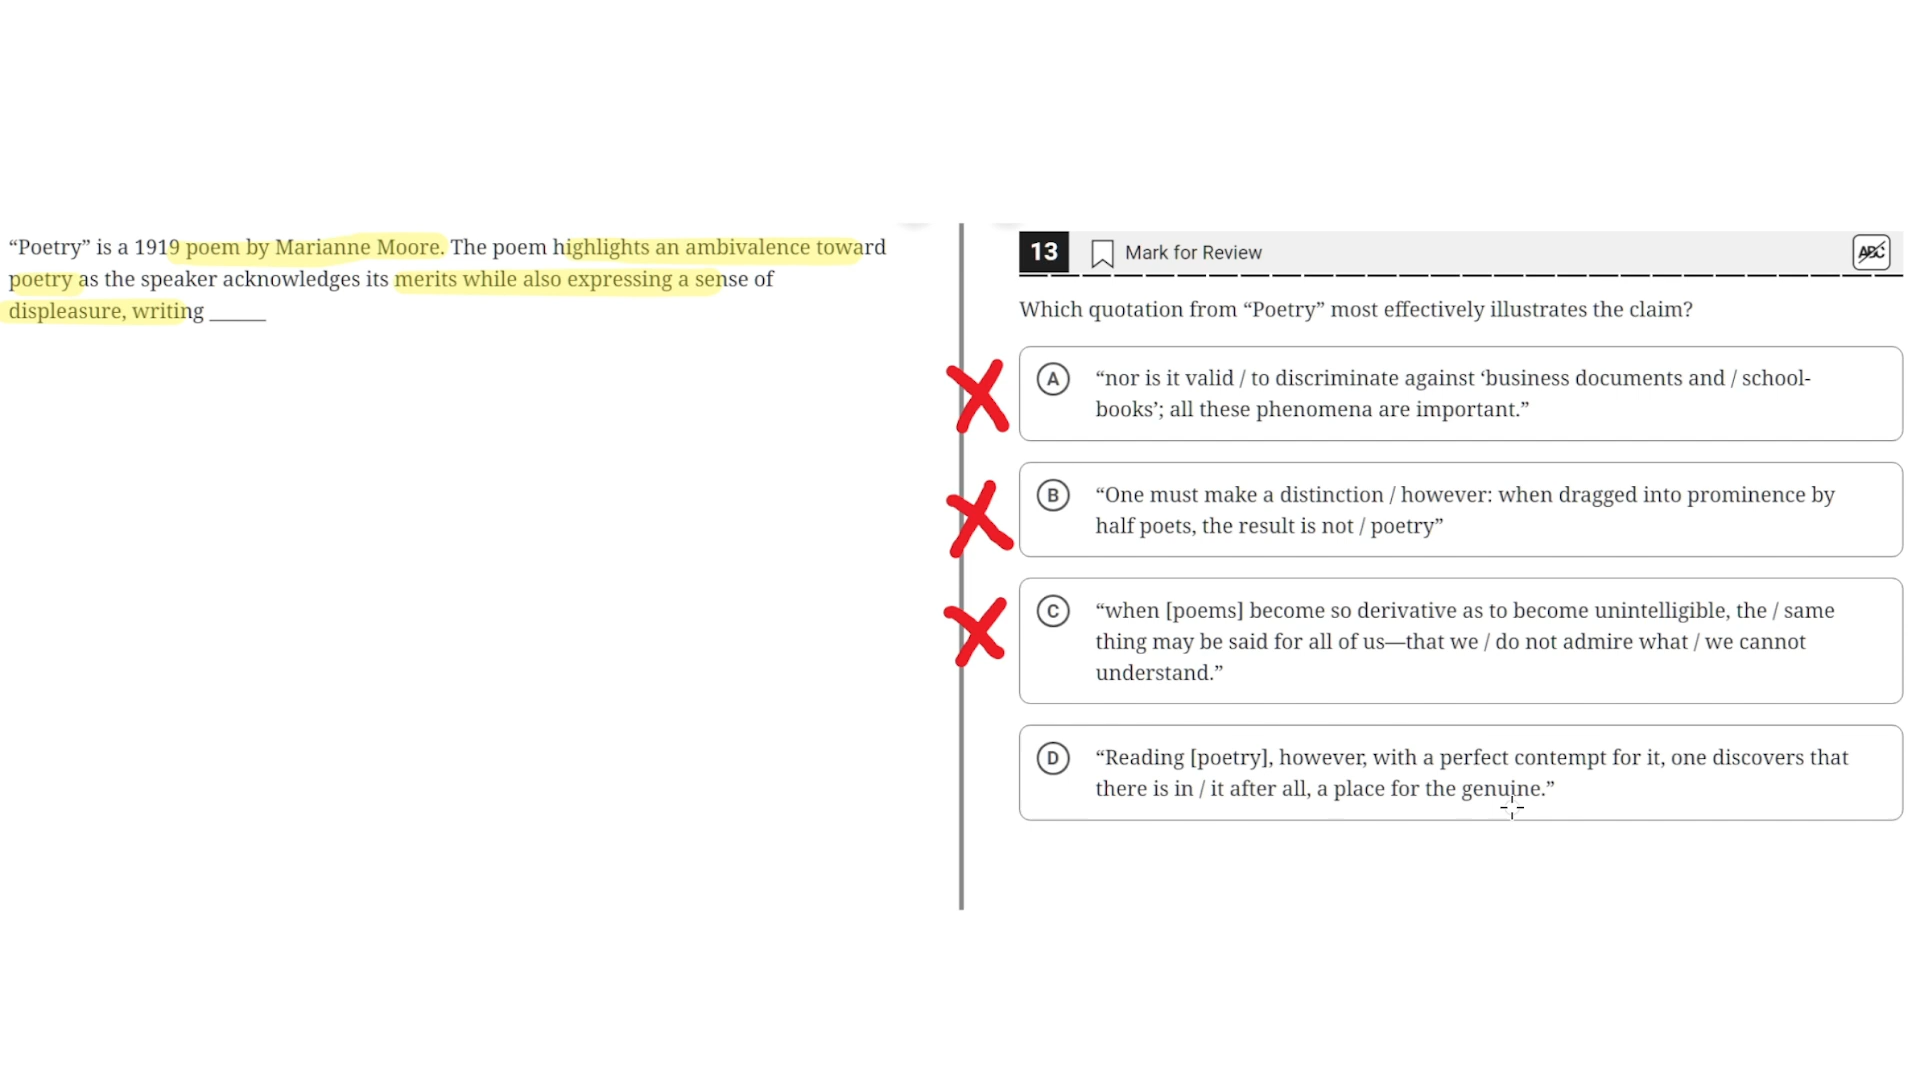 “Poetry” is a 1919 poem by Marianne Moore. The poem highlights an ambivalence toward
poetry as the speaker acknowledges its merits while also expressing a sense of
displeasure, writing ______
13 Mark for Review ABC
Which quotation from “Poetry” most effectively illustrates the claim?
A “nor is it valid / to discriminate against ‘business documents and / school-
books’; all these phenomena are important.”
B “One must make a distinction / however: when dragged into prominence by
half poets, the result is not / poetry”
C “when [poems] become so derivative as to become unintelligible, the / same
thing may be said for all of us—that we / do not admire what / we cannot
understand.”
D “Reading [poetry], however, with a perfect contempt for it, one discovers that
there is in / it after all, a place for the genuine.”